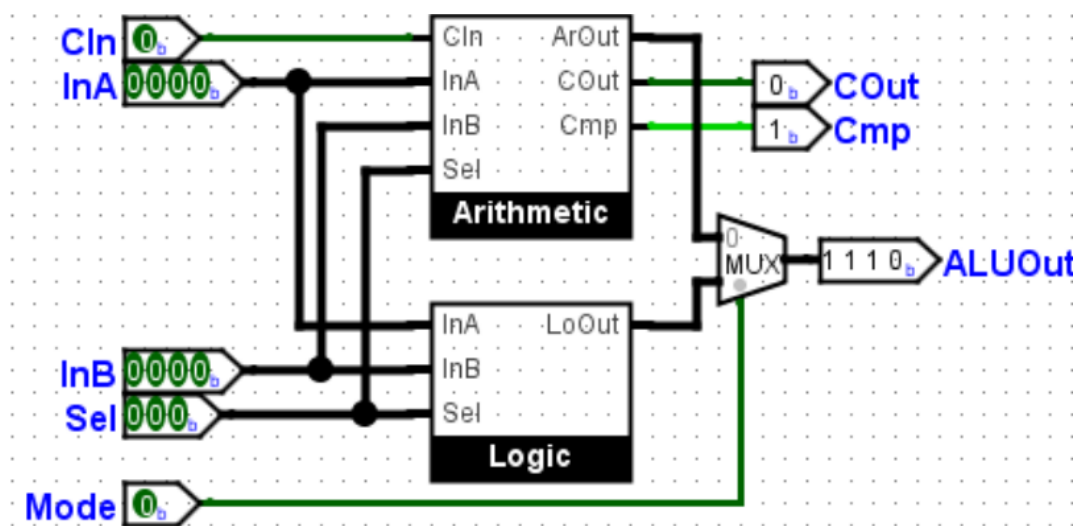 CIn 0b CIn ArOut
InA 0000b InA COut 0b COut
InB Cmp 1b Cmp
Sel
Arithmetic
0
MUX 1110b ALUOut
InA LoOut
InB 0000b InB
Sel 000b Sel
Logic
Mode 0b